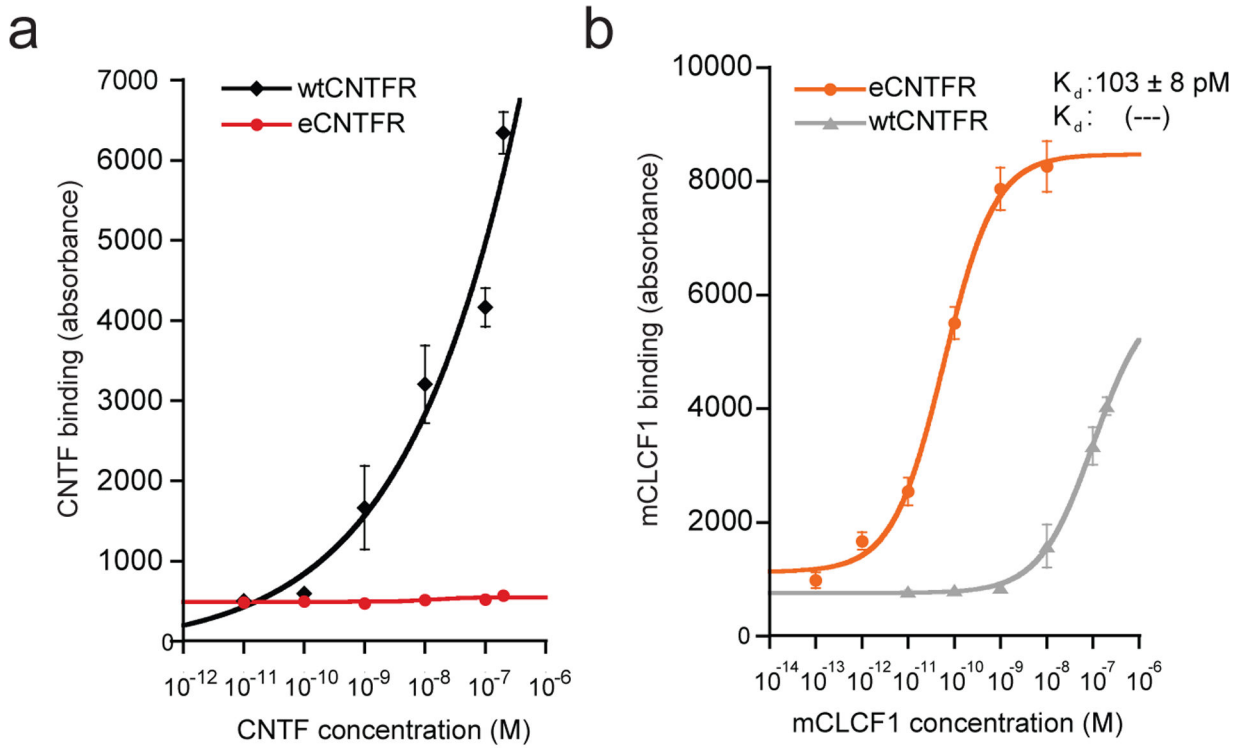 a
7000
6000
5000
4000
3000
2000
1000
0
CNTF binding (absorbance)
wtCNTFR
eCNTFR
10⁻¹² 10⁻¹¹ 10⁻¹⁰ 10⁻⁹ 10⁻⁸ 10⁻⁷ 10⁻⁶
CNTF concentration (M)
b
10000
8000
6000
4000
2000
0
mCLCF1 binding (absorbance)
eCNTFR K_d: 103 ± 8 pM
wtCNTFR K_d: (---)
10⁻¹⁴ 10⁻¹³ 10⁻¹² 10⁻¹¹ 10⁻¹⁰ 10⁻⁹ 10⁻⁸ 10⁻⁷ 10⁻⁶
mCLCF1 concentration (M)